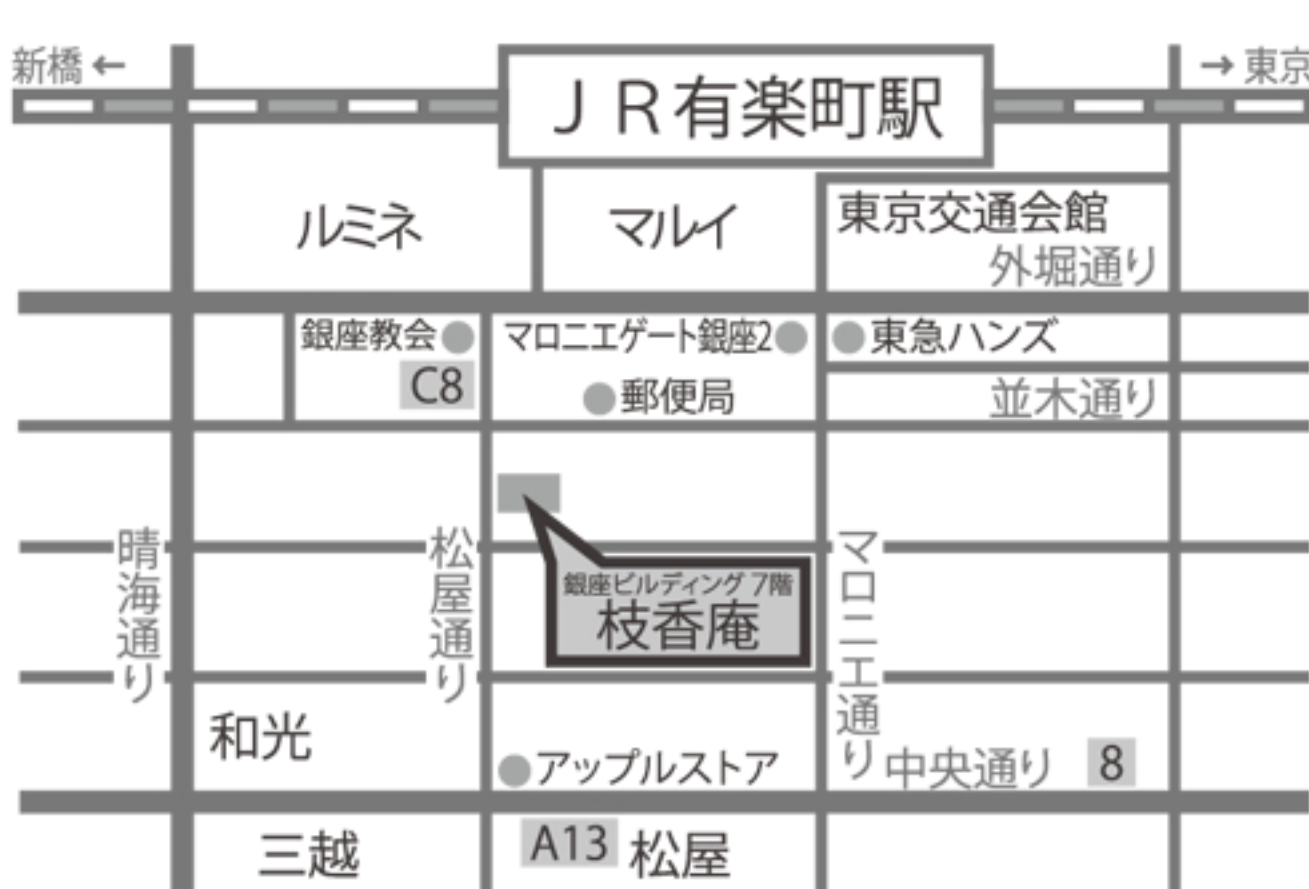 新橋 ←
→ 東京
ＪＲ有楽町駅
ルミネ
マルイ
東京交通会館
外堀通り
銀座教会
マロニエゲート銀座2
東急ハンズ
C8
郵便局
並木通り
晴海通り
松屋通り
マロニエ通り
銀座ビルディング 7階
枝香庵
和光
アップルストア
中央通り
8
三越
A13
松屋